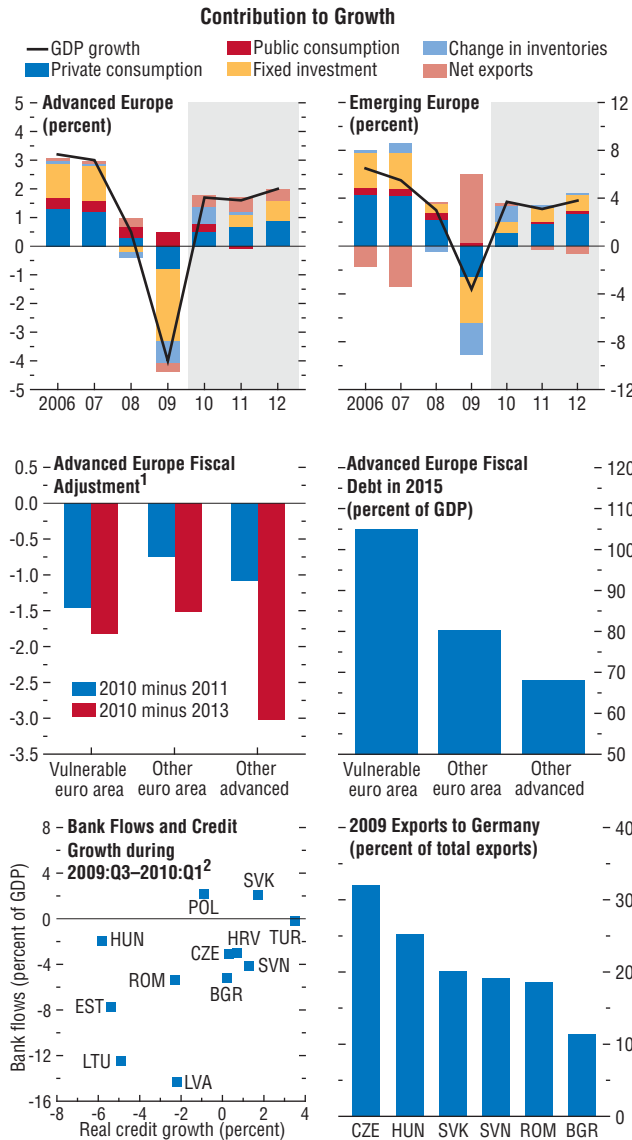 Contribution to Growth
GDP growth
Public consumption
Change in inventories
Private consumption
Fixed investment
Net exports
5
Advanced Europe
(percent)
4
3
2
1
0
-1
-2
-3
-4
-5
2006 07 08 09 10 11 12
Emerging Europe
(percent)
12
8
4
0
-4
-8
-12
2006 07 08 09 10 11 12
0.5
Advanced Europe Fiscal
Adjustment1
0.0
-0.5
-1.0
-1.5
-2.0
-2.5
-3.0
-3.5
2010 minus 2011
2010 minus 2013
Vulnerable
euro area
Other
euro area
Other
advanced
Advanced Europe Fiscal
Debt in 2015
(percent of GDP)
120
110
100
90
80
70
60
50
Vulnerable
euro area
Other
euro area
Other
advanced
Bank Flows and Credit
Growth during
2009:Q3–2010:Q12
8
4
0
-4
-8
-12
-16
Bank flows (percent of GDP)
SVK
POL
TUR
HUN
HRV
CZE
SVN
ROM
BGR
EST
LTU
LVA
-8 -6 -4 -2 0 2 4
Real credit growth (percent)
2009 Exports to Germany
(percent of total exports)
40
30
20
10
0
CZE HUN SVK SVN ROM BGR